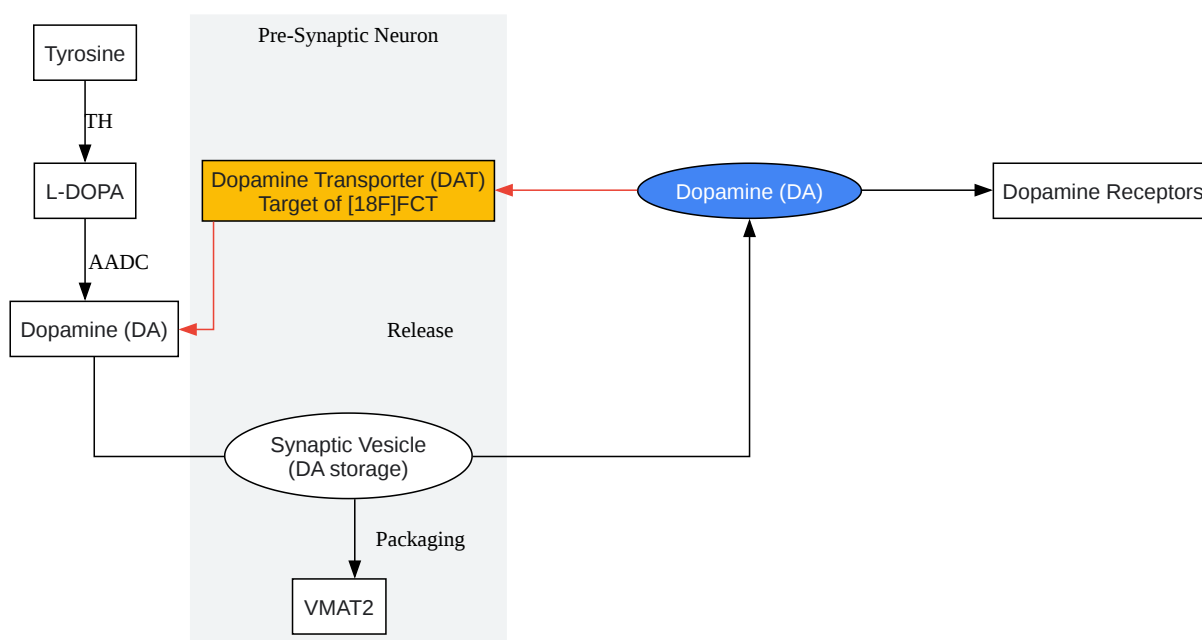 Pre-Synaptic Neuron
Tyrosine
TH
L-DOPA
Dopamine Transporter (DAT)
Target of [18F]FCT
Dopamine (DA)
Dopamine Receptors
AADC
Dopamine (DA)
Release
Synaptic Vesicle
(DA storage)
Packaging
VMAT2